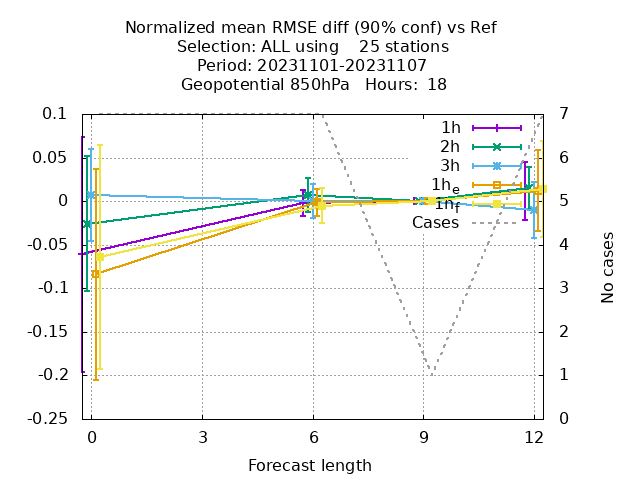 Normalized mean RMSE diff (90% conf) vs Ref
Selection: ALL using    25 stations
Period: 20231101-20231107
Geopotential 850hPa   Hours:  18
0.1
0.05
0
-0.05
-0.1
-0.15
-0.2
-0.25
7
6
5
4
3
2
1
0
1h
2h
3h
1he
1hf
Cases
No cases
0 3 6 9 12
Forecast length